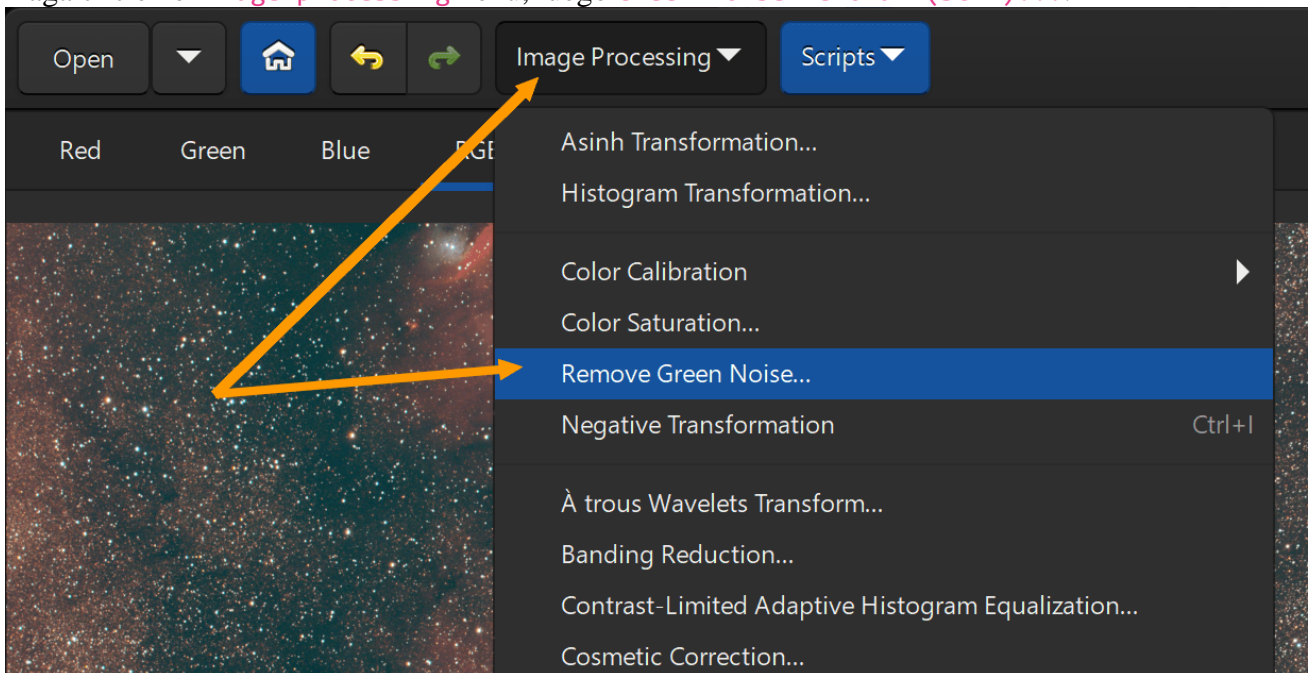 Open
Image Processing
Scripts
Red Green Blue RGB
Asinh Transformation...
Histogram Transformation...
Color Calibration
Color Saturation...
Remove Green Noise...
Negative Transformation Ctrl+I
À trous Wavelets Transform...
Banding Reduction...
Contrast-Limited Adaptive Histogram Equalization...
Cosmetic Correction...